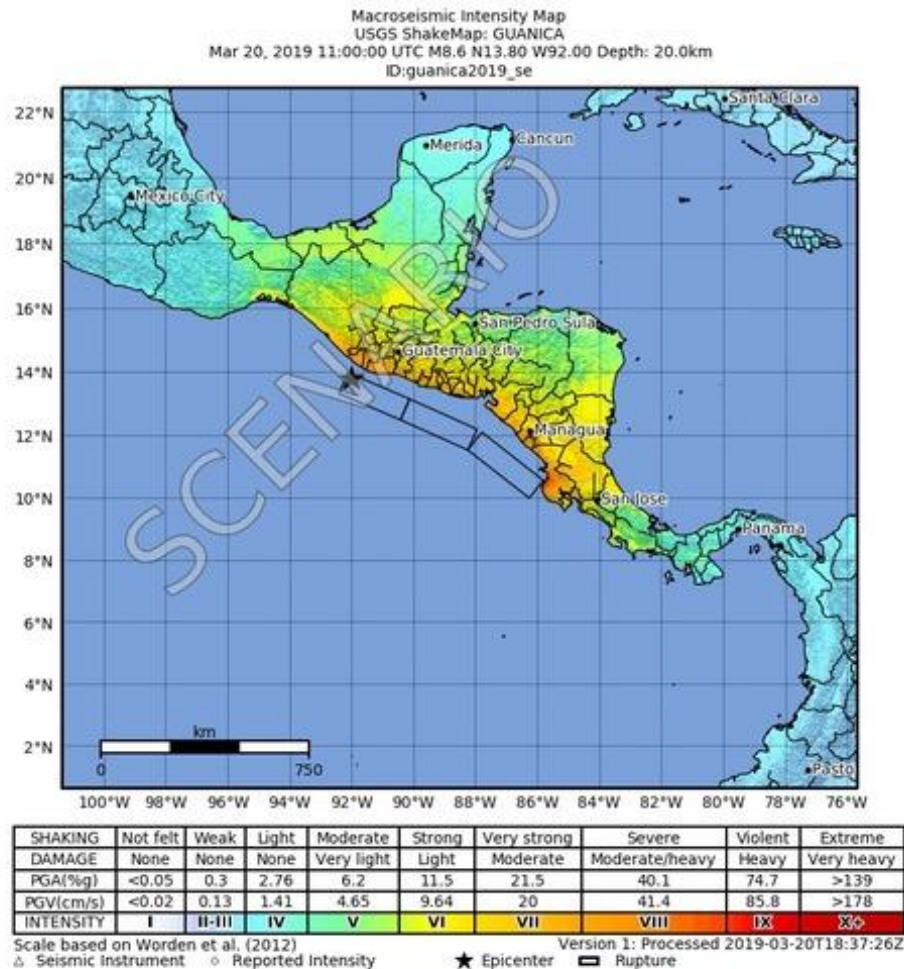 Macroseismic Intensity Map
USGS ShakeMap: GUANICA
Mar 20, 2019 11:00:00 UTC M8.6 N13.80 W92.00 Depth: 20.0km
ID:guanica2019_se
22°N
Santa Clara
Merida
Cancun
20°N
Mexico City
18°N
16°N
San Pedro Sula
Guatemala City
14°N
12°N
Managua
10°N
San Jose
Panama
8°N
6°N
4°N
2°N
Pasto
SCENARIO
km
0 750
100°W 98°W 96°W 94°W 92°W 90°W 88°W 86°W 84°W 82°W 80°W 78°W 76°W
SHAKING Not felt Weak Light Moderate Strong Very strong Severe Violent Extreme
DAMAGE None None None Very light Light Moderate Moderate/heavy Heavy Very heavy
PGA(%g) <0.05 0.3 2.76 6.2 11.5 21.5 40.1 74.7 >139
PGV(cm/s) <0.02 0.13 1.41 4.65 9.64 20 41.4 85.8 >178
INTENSITY I II-III IV V VI VII VIII IX X+
Scale based on Worden et al. (2012) Version 1: Processed 2019-03-20T18:37:26Z
△ Seismic Instrument ○ Reported Intensity ★ Epicenter ▭ Rupture